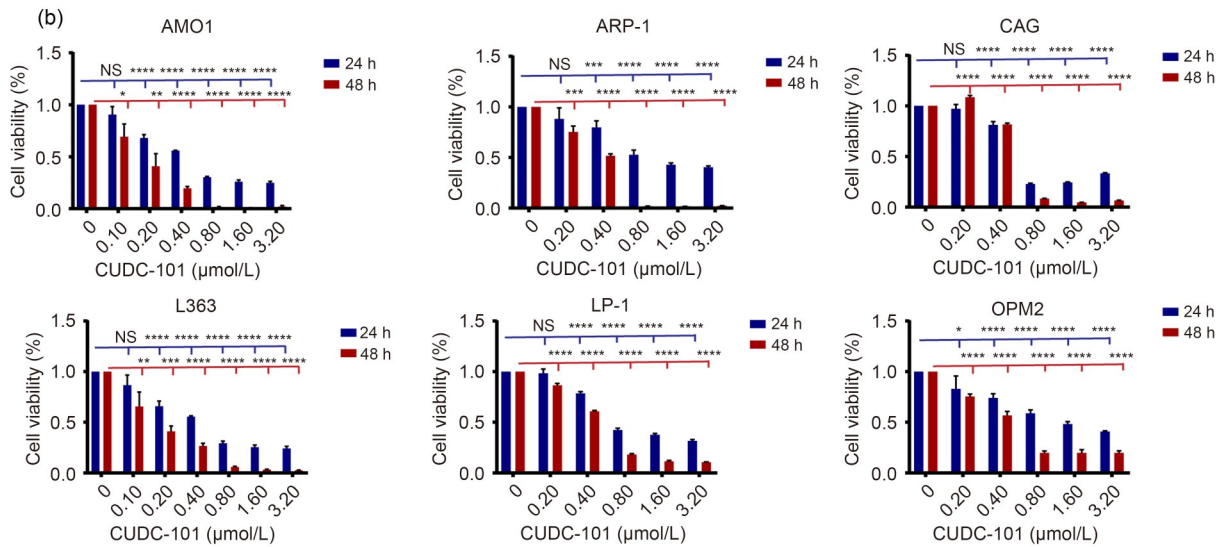 (b)
AMO1
24 h
48 h
NS **** **** **** **** ****
* ** **** **** **** ****
1.5
1.0
0.5
0.0
Cell viability (%)
0 0.10 0.20 0.40 0.80 1.60 3.20
CUDC-101 (μmol/L)
ARP-1
24 h
48 h
NS *** **** **** ****
*** **** **** **** ****
1.5
1.0
0.5
0.0
Cell viability (%)
0 0.20 0.40 0.80 1.60 3.20
CUDC-101 (μmol/L)
CAG
24 h
48 h
NS **** **** **** ****
**** **** **** **** ****
1.5
1.0
0.5
0.0
Cell viability (%)
0 0.20 0.40 0.80 1.60 3.20
CUDC-101 (μmol/L)
L363
24 h
48 h
NS **** **** **** **** ****
** *** **** **** **** ****
1.5
1.0
0.5
0.0
Cell viability (%)
0 0.10 0.20 0.40 0.80 1.60 3.20
CUDC-101 (μmol/L)
LP-1
24 h
48 h
NS **** **** **** ****
**** **** **** **** ****
1.5
1.0
0.5
0.0
Cell viability (%)
0 0.20 0.40 0.80 1.60 3.20
CUDC-101 (μmol/L)
OPM2
24 h
48 h
* **** **** **** ****
**** **** **** **** ****
1.5
1.0
0.5
0.0
Cell viability (%)
0 0.20 0.40 0.80 1.60 3.20
CUDC-101 (μmol/L)